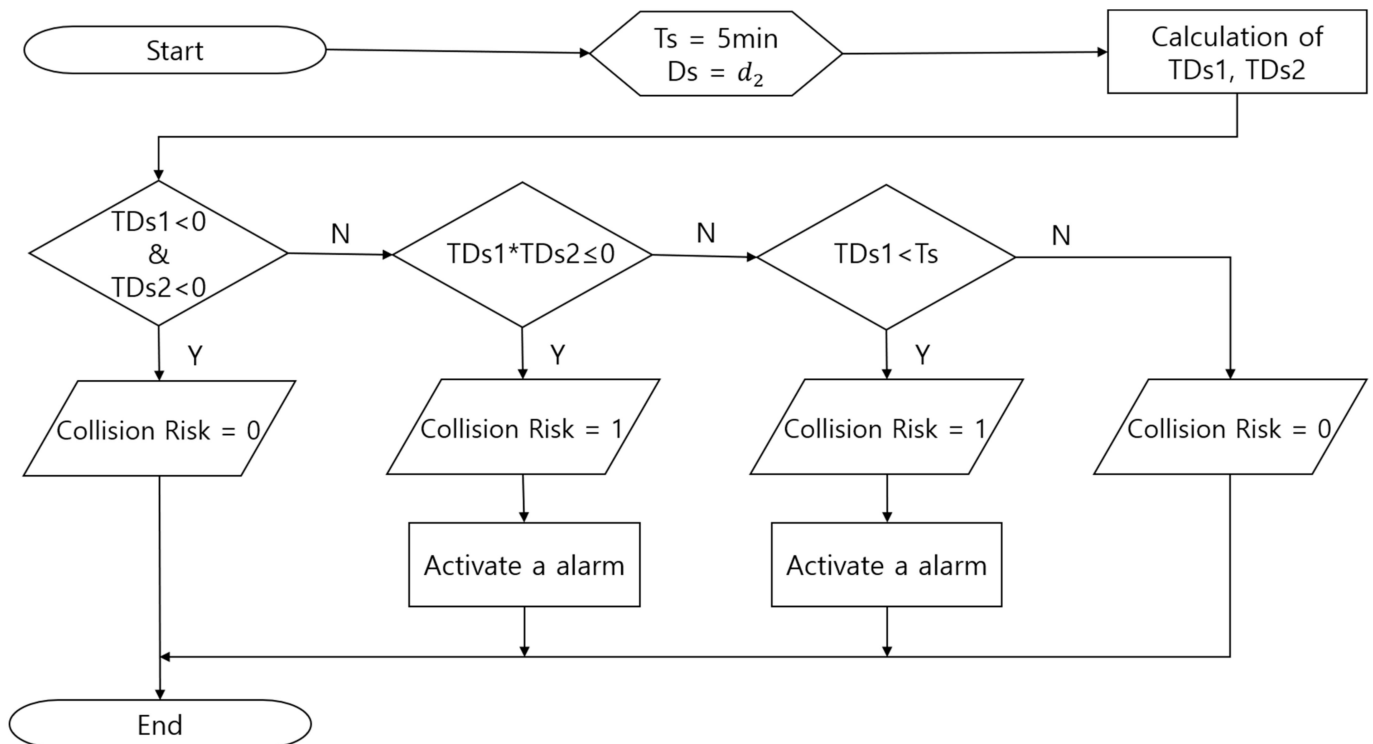 Start
Ts = 5min
Ds = d₂
Calculation of
TDs1, TDs2
TDs1<0
&
TDs2<0
N
TDs1*TDs2≤0
N
TDs1<Ts
N
Y
Y
Y
Collision Risk = 0
Collision Risk = 1
Collision Risk = 1
Collision Risk = 0
Activate a alarm
Activate a alarm
End